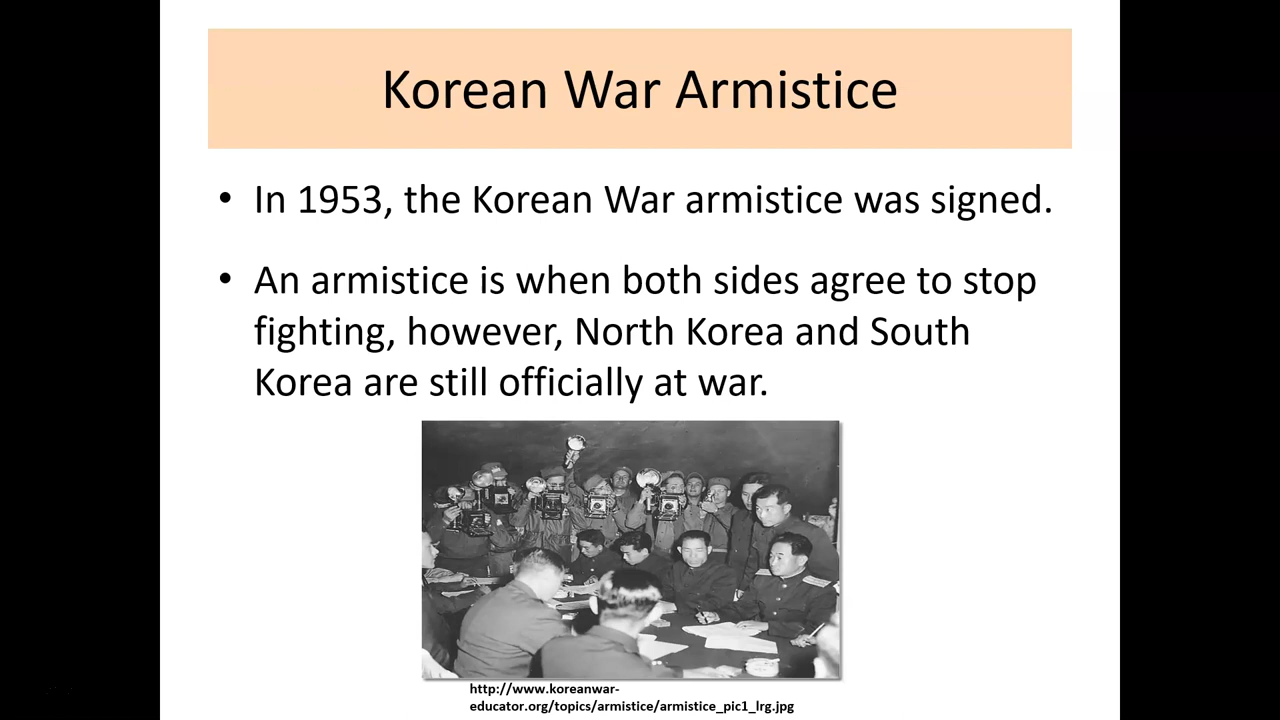 Korean War Armistice
• In 1953, the Korean War armistice was signed.
• An armistice is when both sides agree to stop
fighting, however, North Korea and South
Korea are still officially at war.
http://www.koreanwar-
educator.org/topics/armistice/armistice_pic1_lrg.jpg